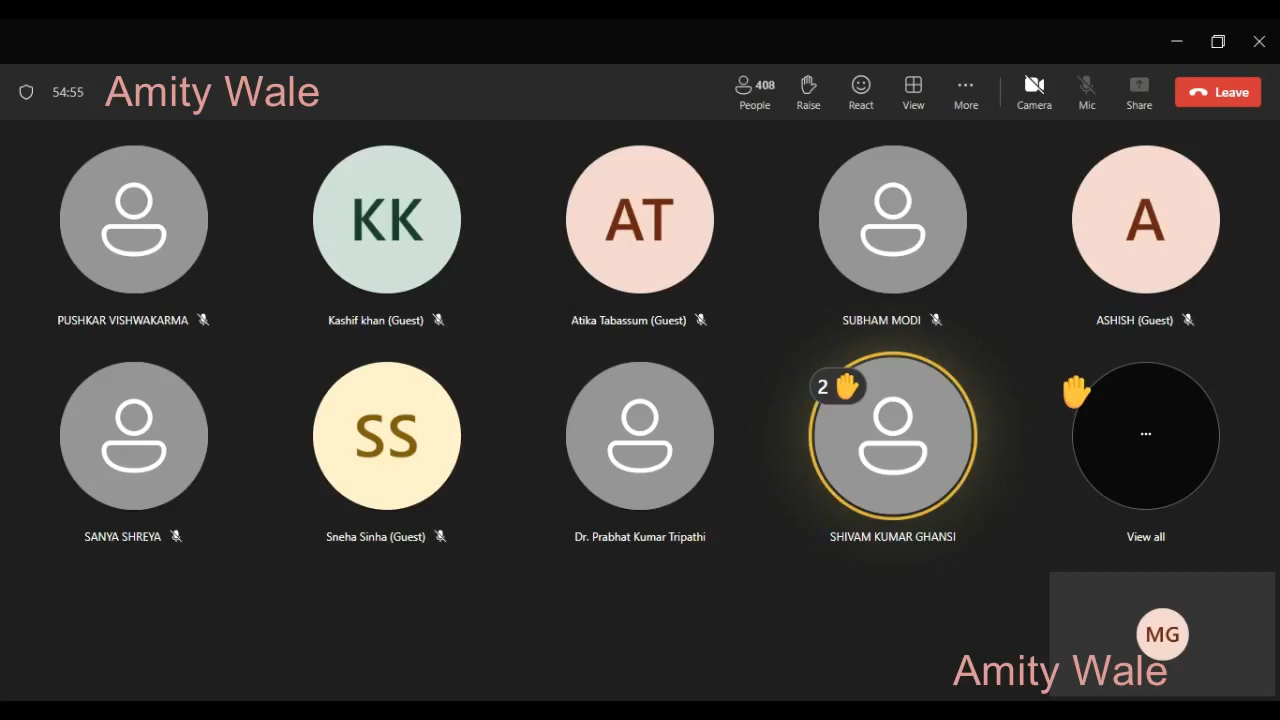 54:55 Amity Wale
408
People Raise React View More Camera Mic Share Leave
KK AT A
PUSHKAR VISHWAKARMA Kashif khan (Guest) Atika Tabassum (Guest) SUBHAM MODI ASHISH (Guest)
2
SS
SANYA SHREYA Sneha Sinha (Guest) Dr. Prabhat Kumar Tripathi SHIVAM KUMAR GHANSI View all
MG
Amity Wale